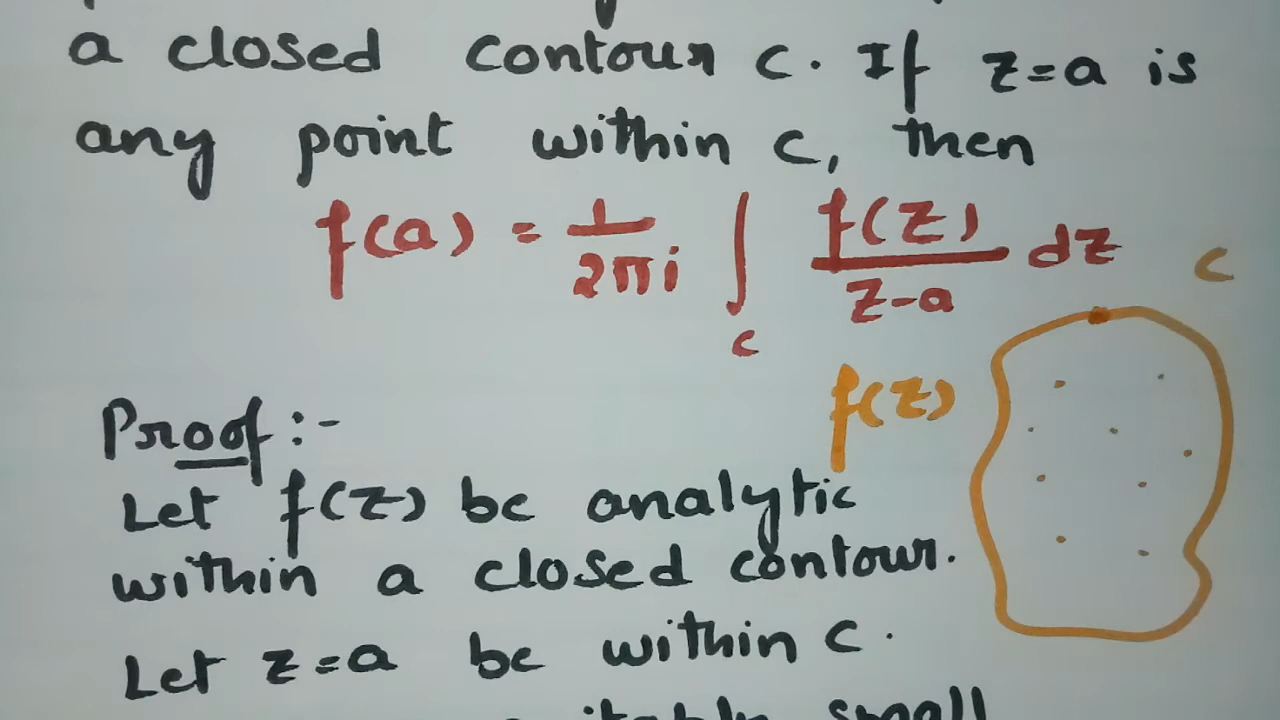 a closed contour c. If z=a is
any point within c, then
f(a) = 1/2πi ∫c f(z)/z-a dz
c
f(z)
Proof:-
Let f(z) be analytic
within a closed contour.
Let z=a be within c.
small